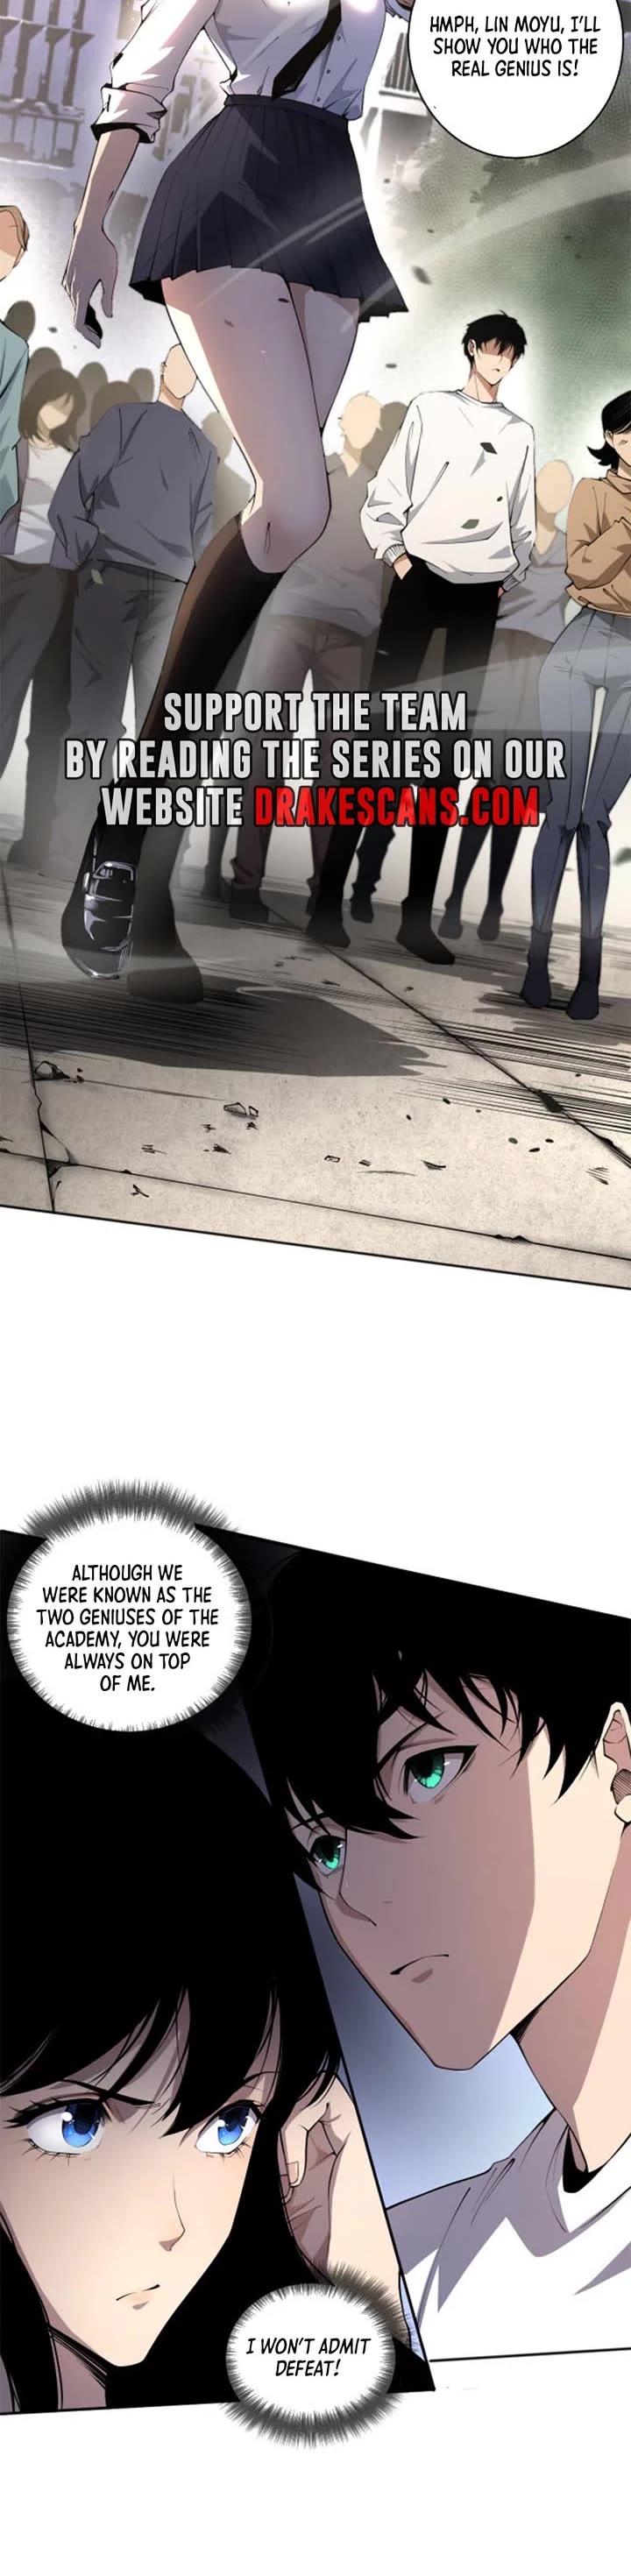 HMPH, LIN MOYU, I'LL
SHOW YOU WHO THE
REAL GENIUS IS!
SUPPORT THE TEAM
BY READING THE SERIES ON OUR
WEBSITE DRAKESCANS.COM
ALTHOUGH WE
WERE KNOWN AS THE
TWO GENIUSES OF THE
ACADEMY, YOU WERE
ALWAYS ON TOP
OF ME.
I WON'T ADMIT
DEFEAT!